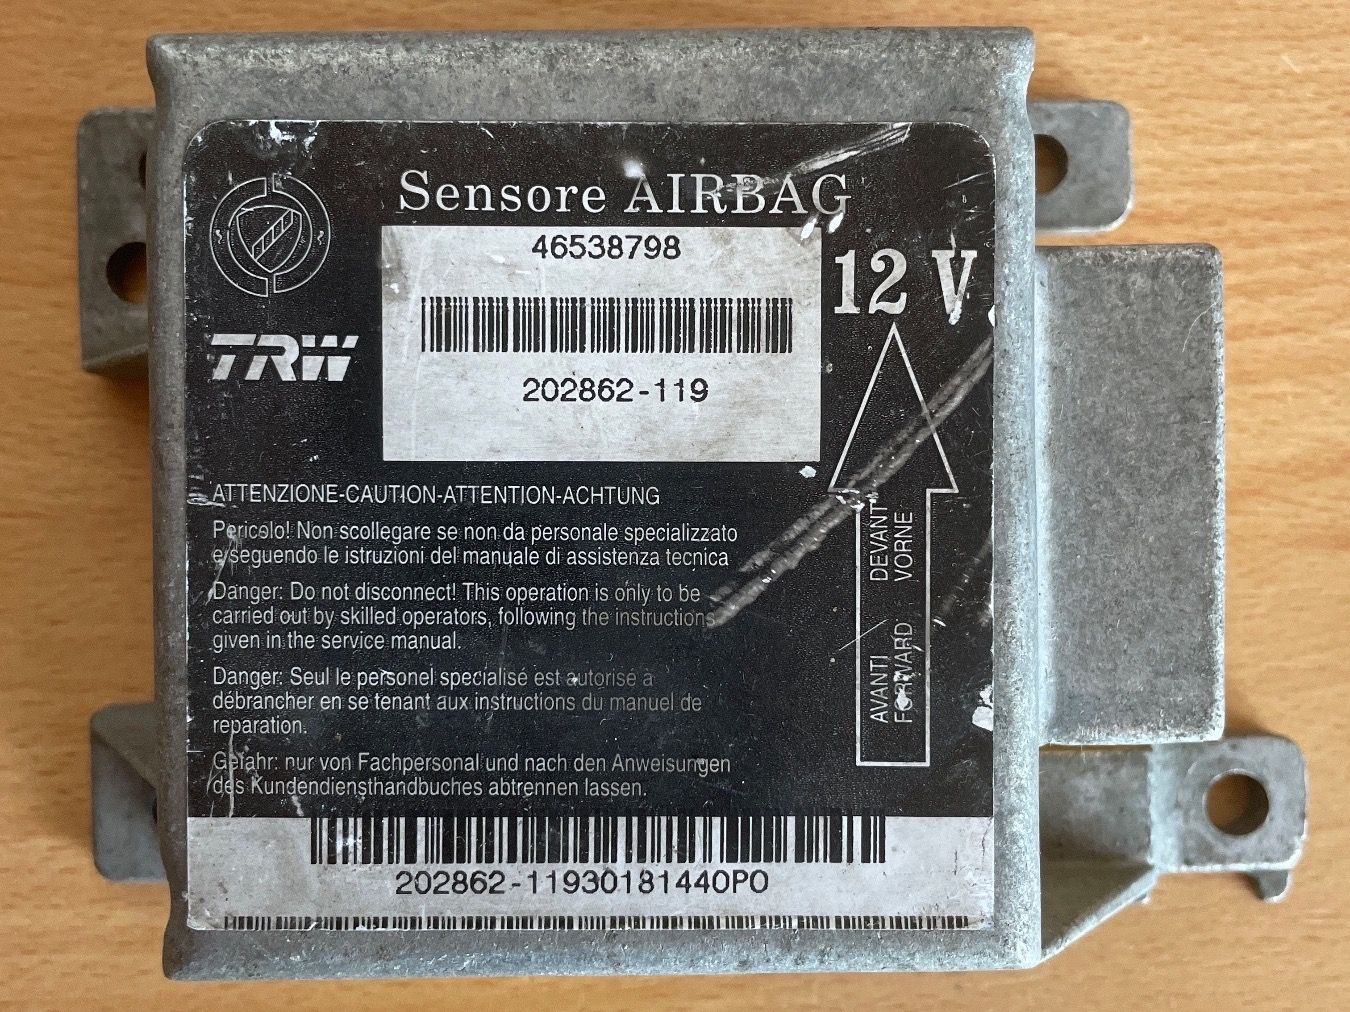 Sensore AIRBAG
46538798
12 V
TRW
202862-119
ATTENZIONE-CAUTION-ATTENTION-ACHTUNG
Pericolo! Non scollegare se non da personale specializzato
eseguendo le istruzioni del manuale di assistenza tecnica
Danger: Do not disconnect! This operation is only to be
carried out by skilled operators, following the instructions
given in the service manual.
Danger: Seul le personel specialisé est autorisé à
débrancher en se tenant aux instructions du manuel de
reparation.
Gefahr: nur von Fachpersonal und nach den Anweisungen
des Kundendiensthandbuches abtrennen lassen.
AVANTI DEVANT
FORWARD VORNE
202862-11930181440P0